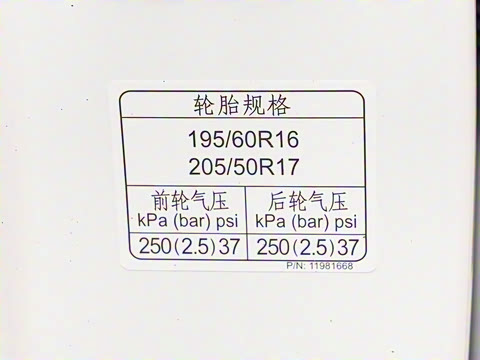 轮胎规格
195/60R16
205/50R17
前轮气压 后轮气压
kPa (bar) psi kPa (bar) psi
250(2.5)37 250(2.5)37
P/N: 11981668